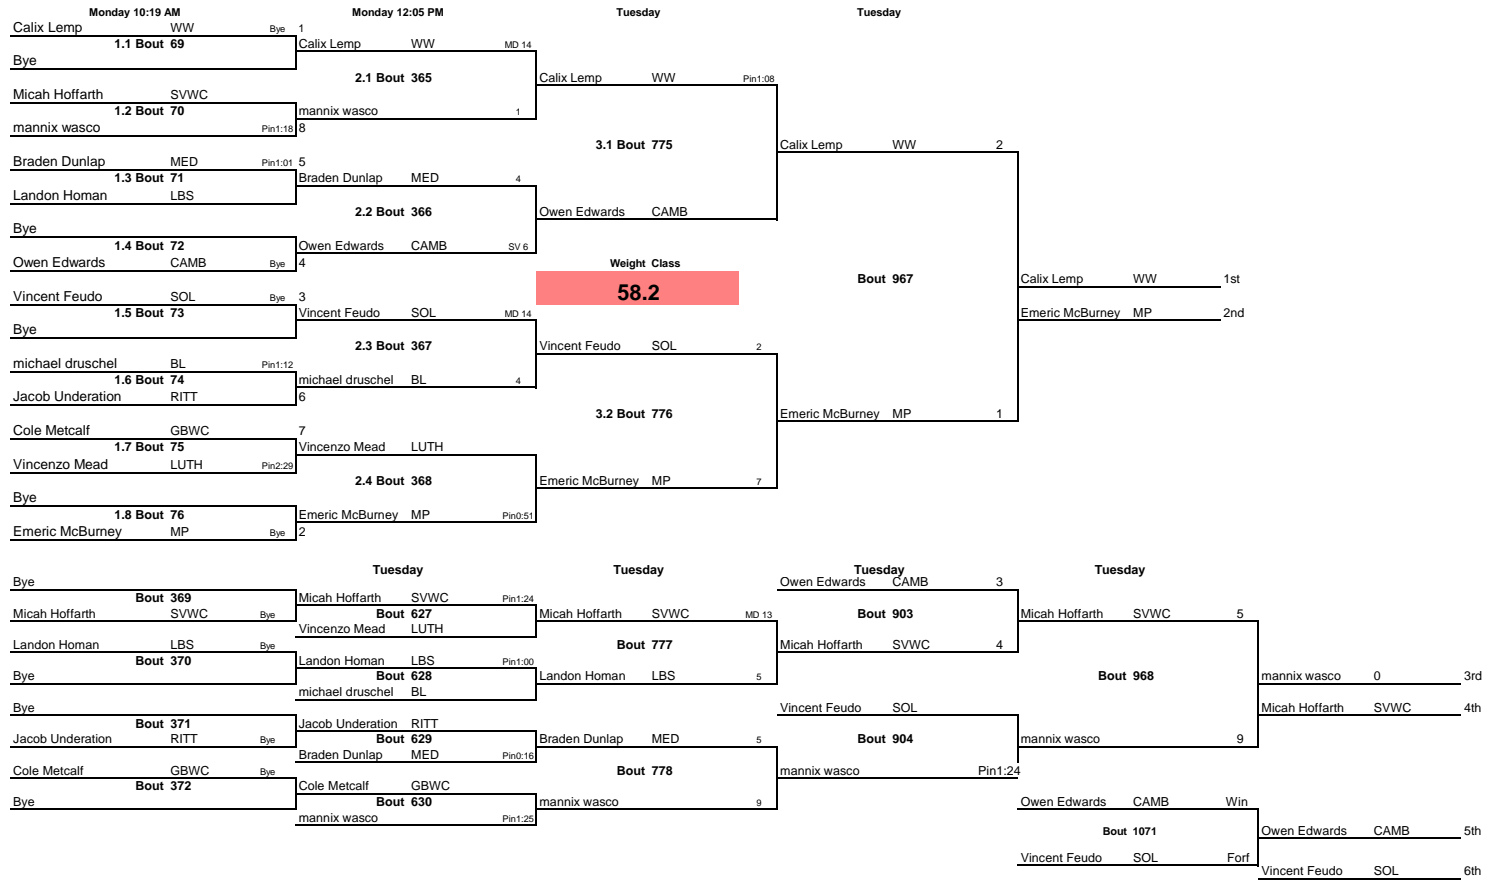 Monday 10:19 AM Monday 12:05 PM Tuesday Tuesday
Calix Lemp WW Bye 1
1.1 Bout 69 Calix Lemp WW MD 14
Bye
2.1 Bout 365 Calix Lemp WW Pin1:08
Micah Hoffarth SVWC
1.2 Bout 70 mannix wasco 1
mannix wasco Pin1:18 8
3.1 Bout 775 Calix Lemp WW 2
Braden Dunlap MED Pin1:01 5
1.3 Bout 71 Braden Dunlap MED 4
Landon Homan LBS
2.2 Bout 366 Owen Edwards CAMB
Bye
1.4 Bout 72 Owen Edwards CAMB SV 6
Owen Edwards CAMB Bye 4
Weight Class
Bout 967 Calix Lemp WW 1st
58.2
Vincent Feudo SOL Bye 3
1.5 Bout 73 Vincent Feudo SOL MD 14
Emeric McBurney MP 2nd
Bye
2.3 Bout 367 Vincent Feudo SOL 2
michael druschel BL Pin1:12
1.6 Bout 74 michael druschel BL 4
Jacob Underation RITT 6
3.2 Bout 776 Emeric McBurney MP 1
Cole Metcalf GBWC 7
1.7 Bout 75 Vincenzo Mead LUTH
Vincenzo Mead LUTH Pin2:29
2.4 Bout 368 Emeric McBurney MP 7
Bye
1.8 Bout 76 Emeric McBurney MP Pin0:51
Emeric McBurney MP Bye 2
Tuesday Tuesday Tuesday Tuesday
Bye Owen Edwards CAMB 3
Bout 369 Micah Hoffarth SVWC Pin1:24
Micah Hoffarth SVWC Bye Bout 627 Micah Hoffarth SVWC MD 13 Bout 903 Micah Hoffarth SVWC 5
Vincenzo Mead LUTH
Landon Homan LBS Bye Bout 777 Micah Hoffarth SVWC 4
Bout 370 Landon Homan LBS Pin1:00
Bye Bout 628 Landon Homan LBS 5 Bout 968 mannix wasco 0 3rd
michael druschel BL
Bye Vincent Feudo SOL Micah Hoffarth SVWC 4th
Bout 371 Jacob Underation RITT
Jacob Underation RITT Bye Bout 629 Braden Dunlap MED 5 Bout 904 mannix wasco 9
Braden Dunlap MED Pin0:16
Cole Metcalf GBWC Bye Bout 778 mannix wasco Pin1:24
Bout 372 Cole Metcalf GBWC
Bye Bout 630 mannix wasco 9 Owen Edwards CAMB Win
mannix wasco Pin1:25
Bout 1071 Owen Edwards CAMB 5th
Vincent Feudo SOL Forf
Vincent Feudo SOL 6th